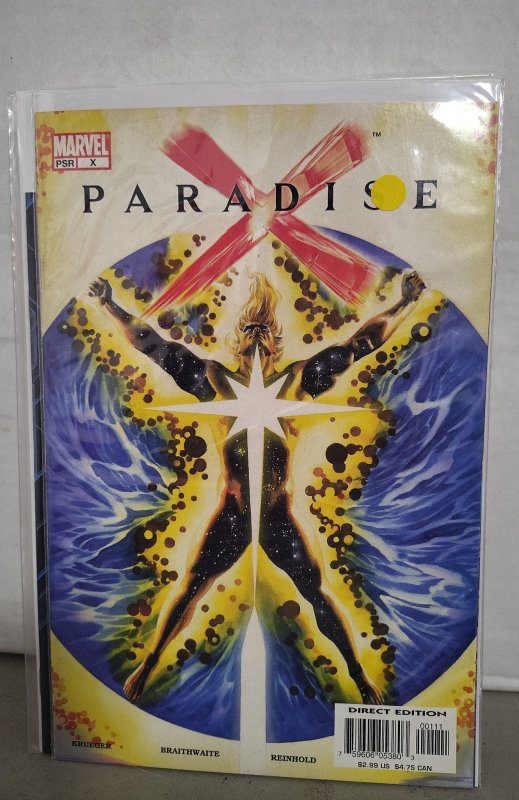 MARVEL
PSR X
X
™
PARADISE
KRUEGER BRAITHWAITE REINHOLD
DIRECT EDITION
00111
7 59606 05380 3
$2.99 US $4.75 CAN